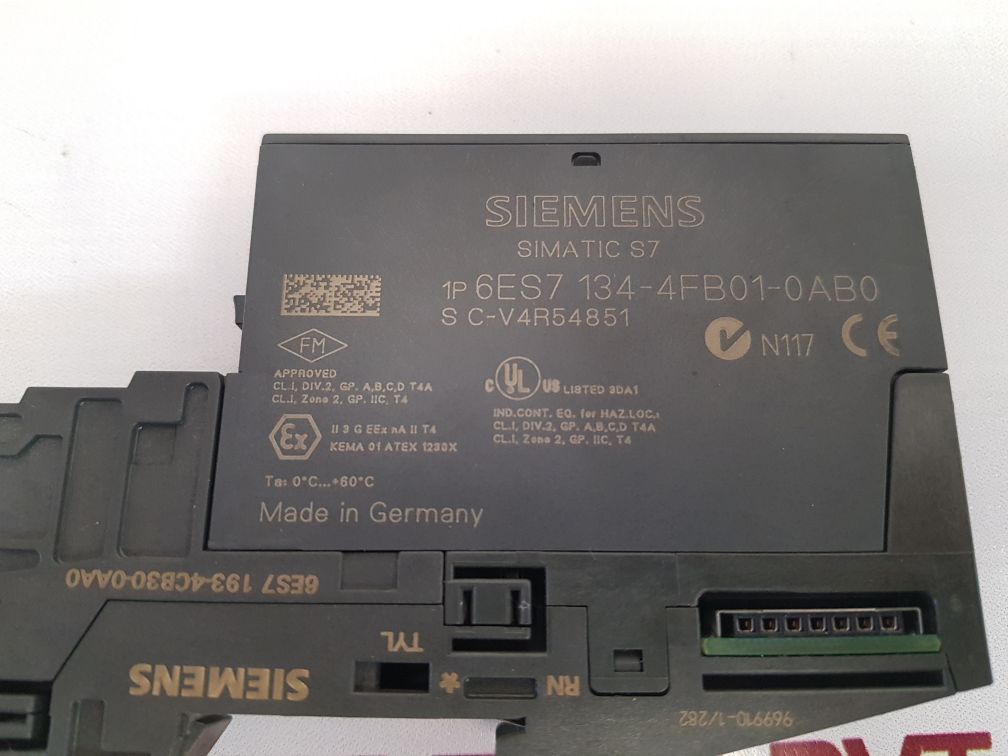 SIEMENS
SIMATIC S7
1P 6ES7 134-4FB01-0AB0
S C-V4R54851
FM
N117
CE
APPROVED
CL.I, DIV.2, GP. A,B,C,D T4A
CL.I, Zone 2, GP. IIC, T4
C UL US LISTED 3DA1
IND.CONT. EQ. for HAZ.LOC.:
CL.I, DIV.2, GP. A,B,C,D T4A
CL.I, Zone 2, GP. IIC, T4
Ex
II 3 G EEx nA II T4
KEMA 01 ATEX 1230X
Ta: 0°C...+60°C
Made in Germany
6ES7 193-4CB30-0AA0
TYL
SIEMENS
*
RN
969910-1/282